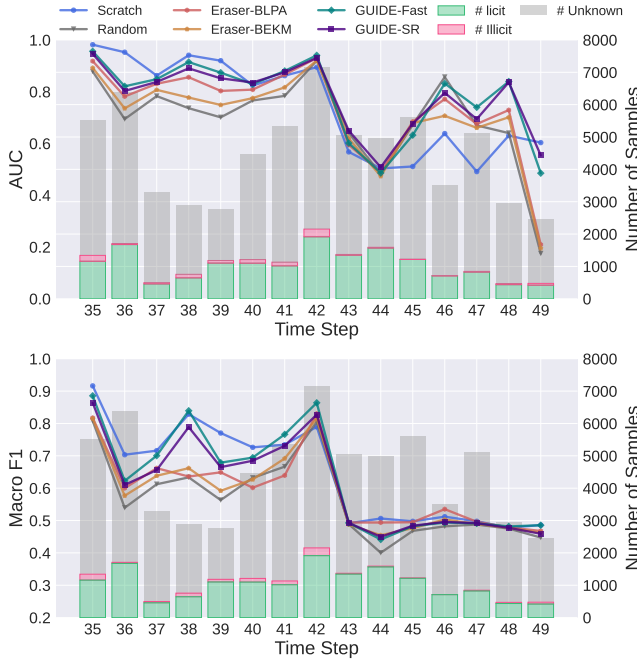 Scratch Eraser-BLPA GUIDE-Fast # licit # Unknown
Random Eraser-BEKM GUIDE-SR # Illicit
1.0 8000
7000
0.8 6000
5000
0.6
4000
0.4 3000
2000
0.2
1000
0.0 0
AUC
Number of Samples
35 36 37 38 39 40 41 42 43 44 45 46 47 48 49
Time Step
1.0 8000
0.9 7000
0.8 6000
0.7 5000
0.6 4000
0.5 3000
0.4 2000
0.3 1000
0.2 0
Macro F1
Number of Samples
35 36 37 38 39 40 41 42 43 44 45 46 47 48 49
Time Step